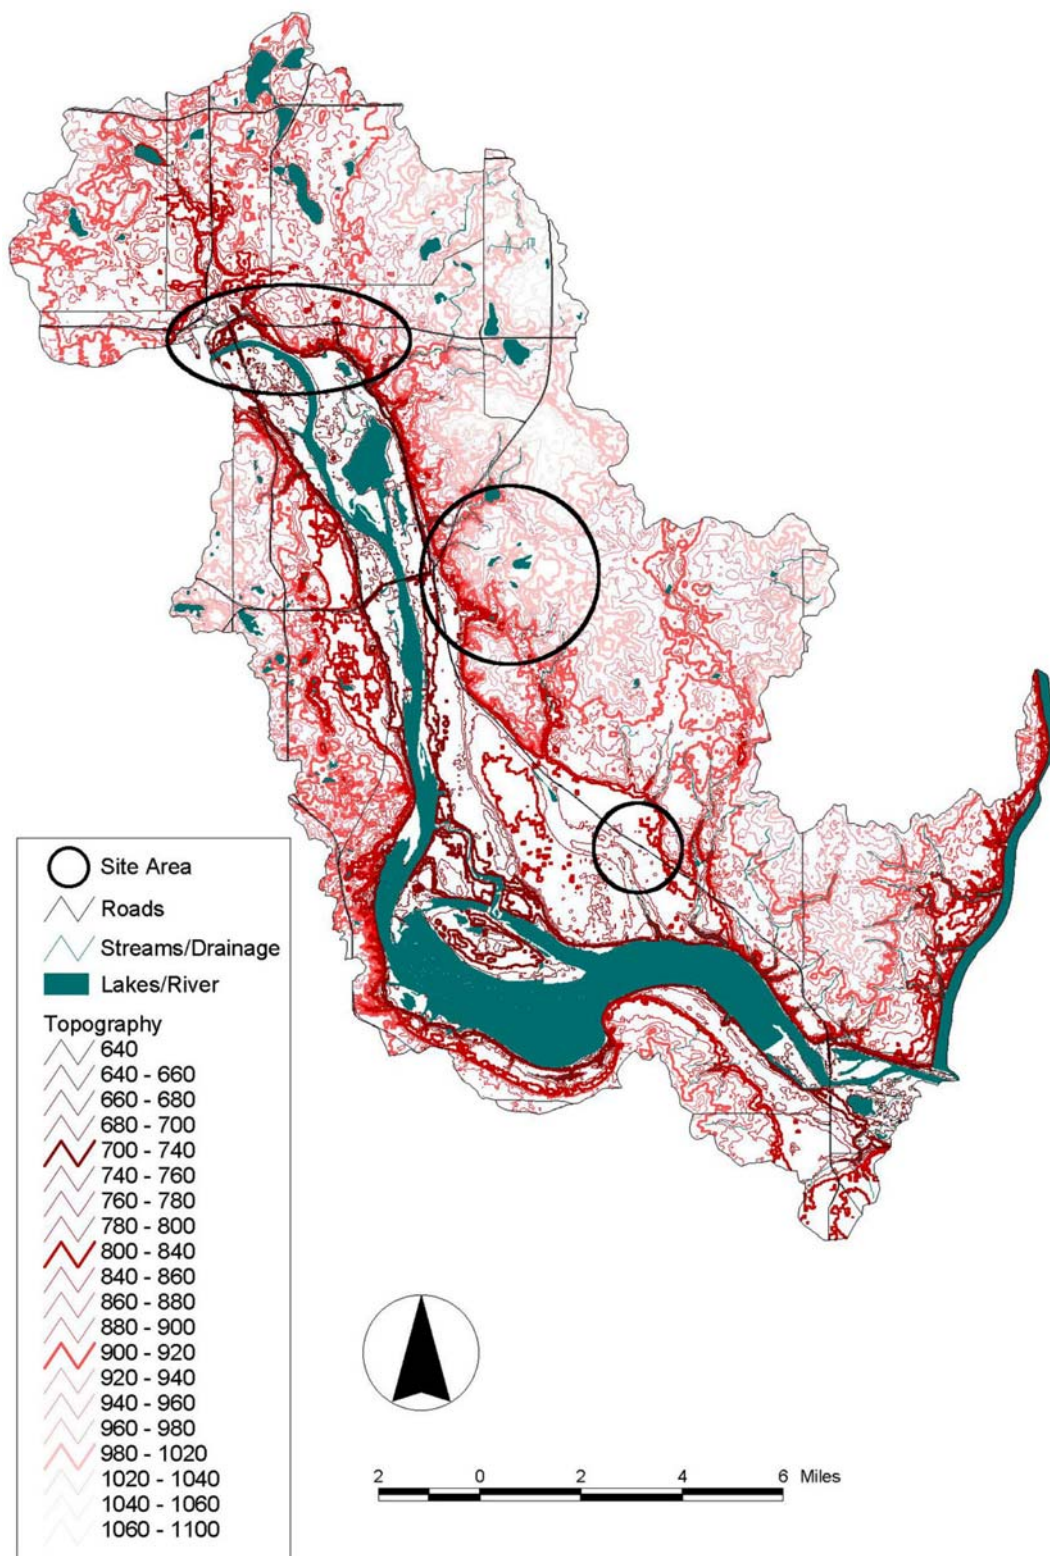 Site Area
Roads
Streams/Drainage
Lakes/River
Topography
640
640 - 660
660 - 680
680 - 700
700 - 740
740 - 760
760 - 780
780 - 800
800 - 840
840 - 860
860 - 880
880 - 900
900 - 920
920 - 940
940 - 960
960 - 980
980 - 1020
1020 - 1040
1040 - 1060
1060 - 1100
2 0 2 4 6 Miles